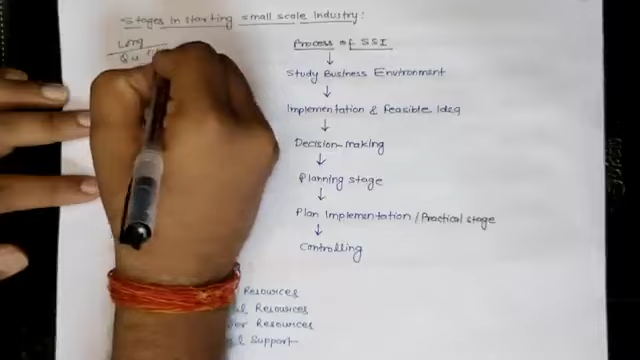 Stages in starting small scale Industry:
Long
Process of SSI
Study Business Environment
Implementation & Feasible Idea
Decision-making
Planning stage
Plan Implementation / Practical stage
Controlling
Resources
Resources
Resources
Support